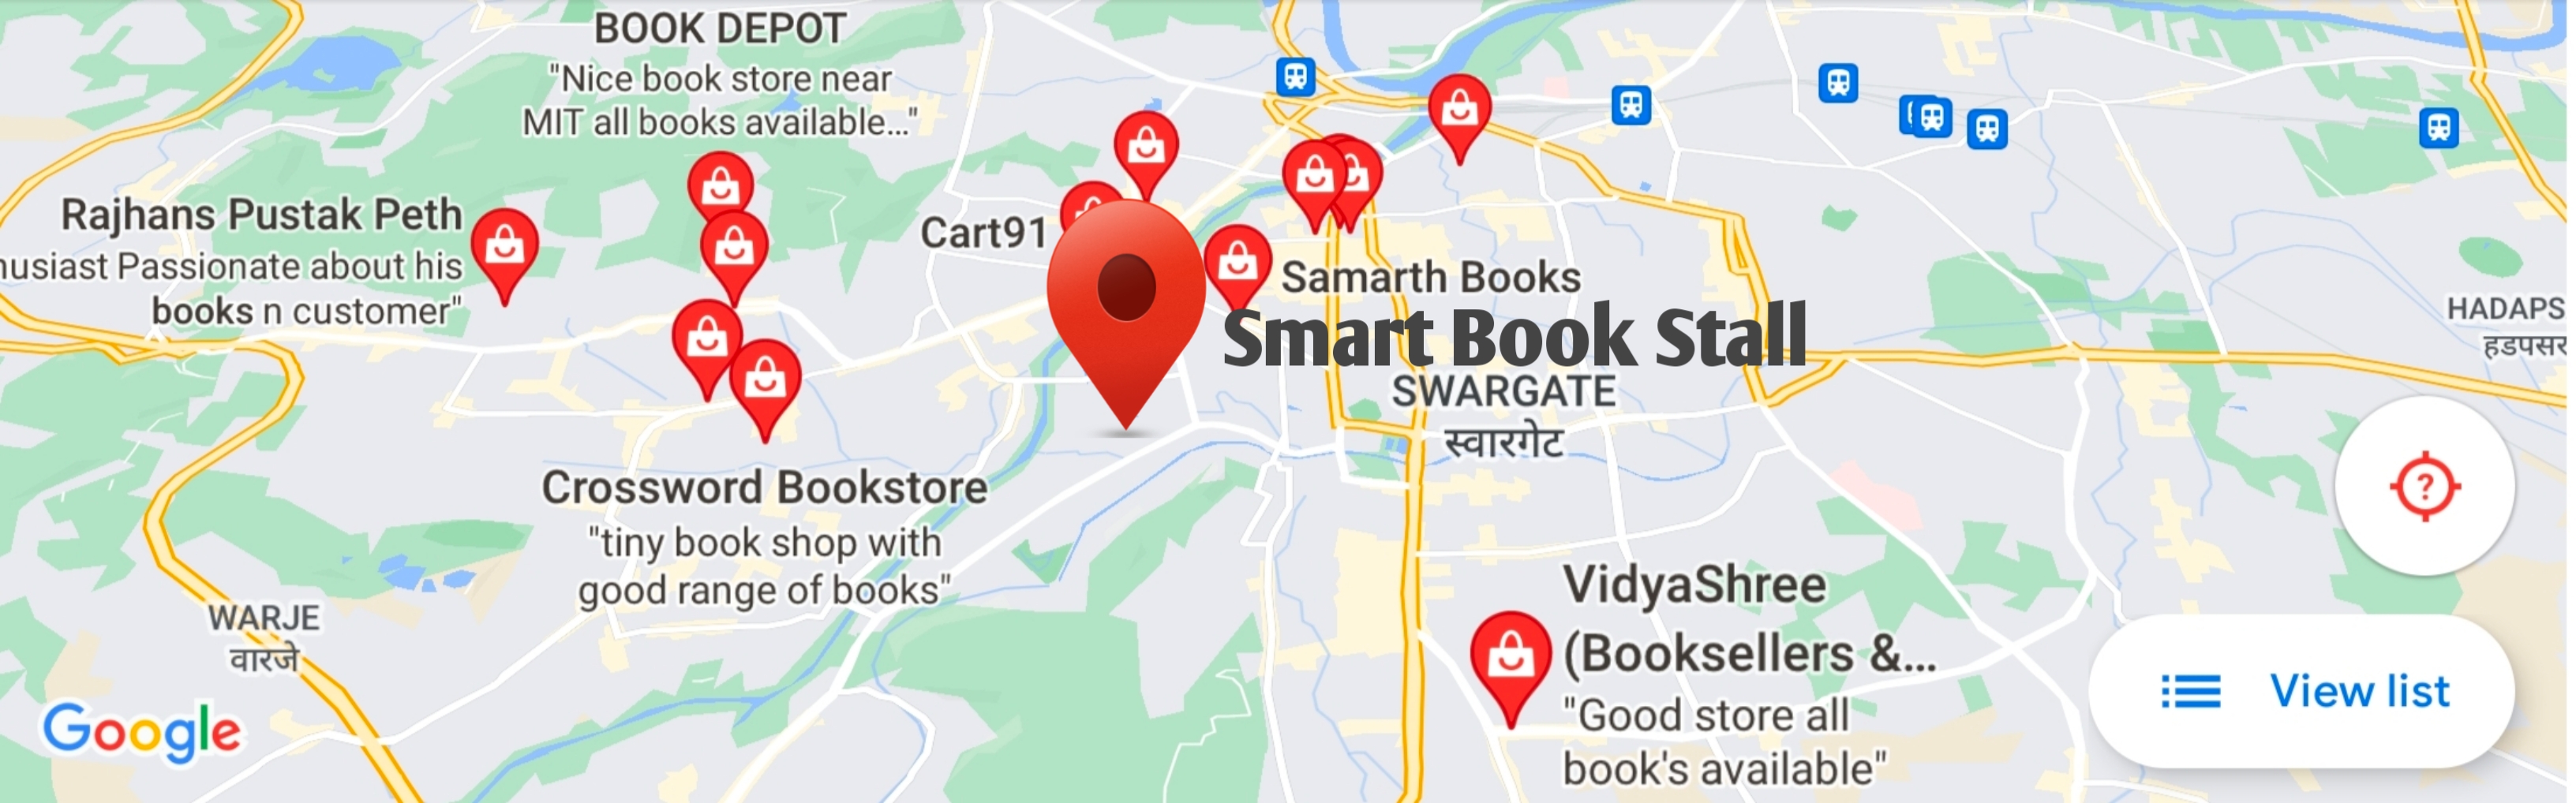 BOOK DEPOT
"Nice book store near
MIT all books available..."
Rajhans Pustak Peth
husiast Passionate about his
books n customer"
Cart91
Samarth Books
Smart Book Stall
SWARGATE
स्वारगेट
HADAPS
हडपसर
Crossword Bookstore
"tiny book shop with
good range of books"
WARJE
वारजे
VidyaShree
(Booksellers &...
"Good store all
book's available"
?
View list
Google